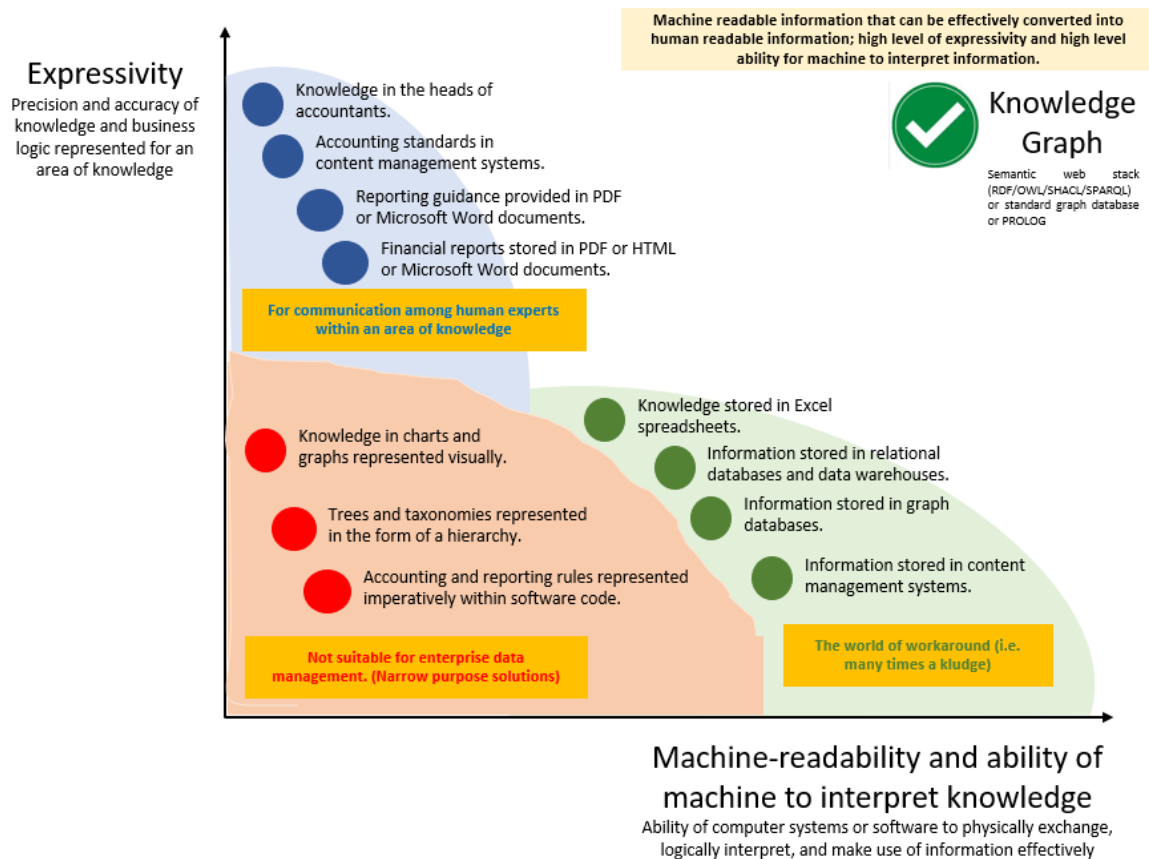 Machine readable information that can be effectively converted into
human readable information; high level of expressivity and high level
ability for machine to interpret information.
Expressivity
Precision and accuracy of
knowledge and business
logic represented for an
area of knowledge
Knowledge in the heads of
accountants.
Accounting standards in
content management systems.
Reporting guidance provided in PDF
or Microsoft Word documents.
Financial reports stored in PDF or HTML
or Microsoft Word documents.
For communication among human experts
within an area of knowledge
Knowledge
Graph
Semantic web stack
(RDF/OWL/SHACL/SPARQL)
or standard graph database
or PROLOG
Knowledge in charts and
graphs represented visually.
Trees and taxonomies represented
in the form of a hierarchy.
Accounting and reporting rules represented
imperatively within software code.
Not suitable for enterprise data
management. (Narrow purpose solutions)
Knowledge stored in Excel
spreadsheets.
Information stored in relational
databases and data warehouses.
Information stored in graph
databases.
Information stored in content
management systems.
The world of workaround (i.e.
many times a kludge)
Machine-readability and ability of
machine to interpret knowledge
Ability of computer systems or software to physically exchange,
logically interpret, and make use of information effectively